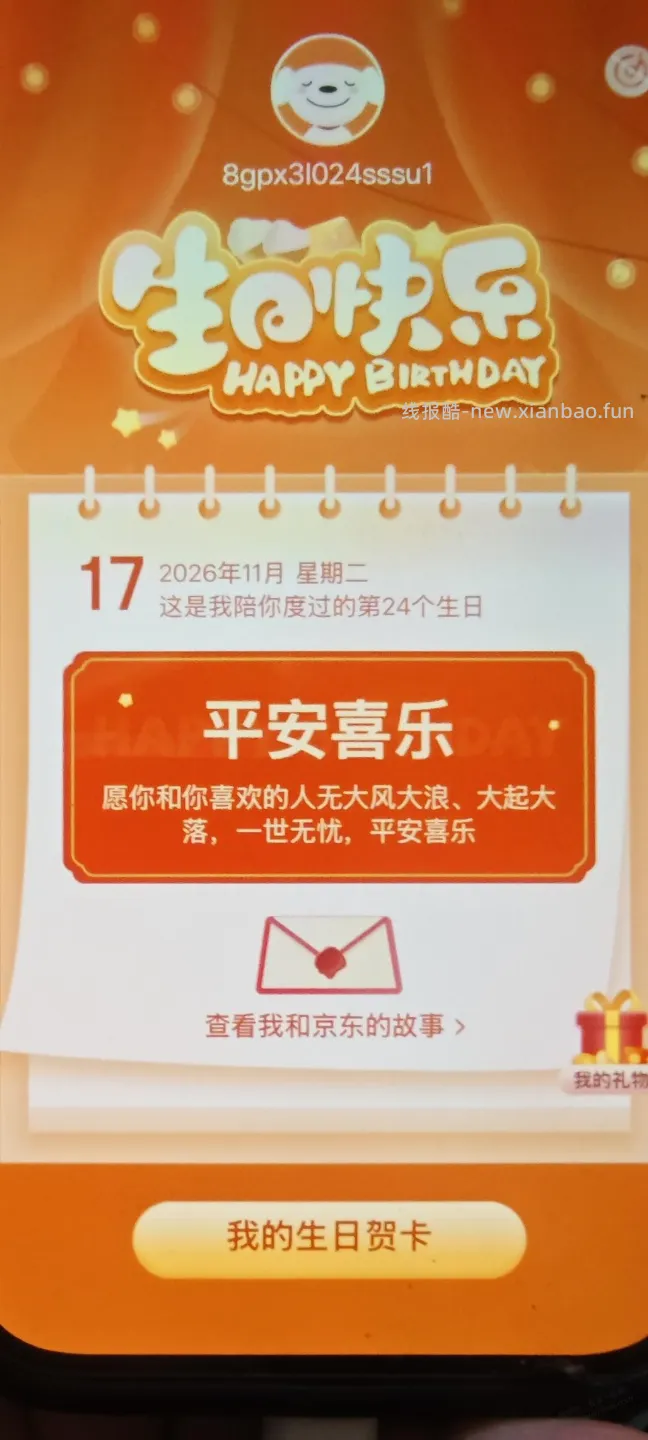 8gpx3l024sssu1
生日快乐
HAPPY BIRTHDAY
线报酷-new.xianbao.fun
17
2026年11月 星期二
这是我陪你度过的第24个生日
平安喜乐
愿你和你喜欢的人无大风大浪、大起大
落，一世无忧，平安喜乐
查看我和京东的故事 >
我的礼物
我的生日贺卡